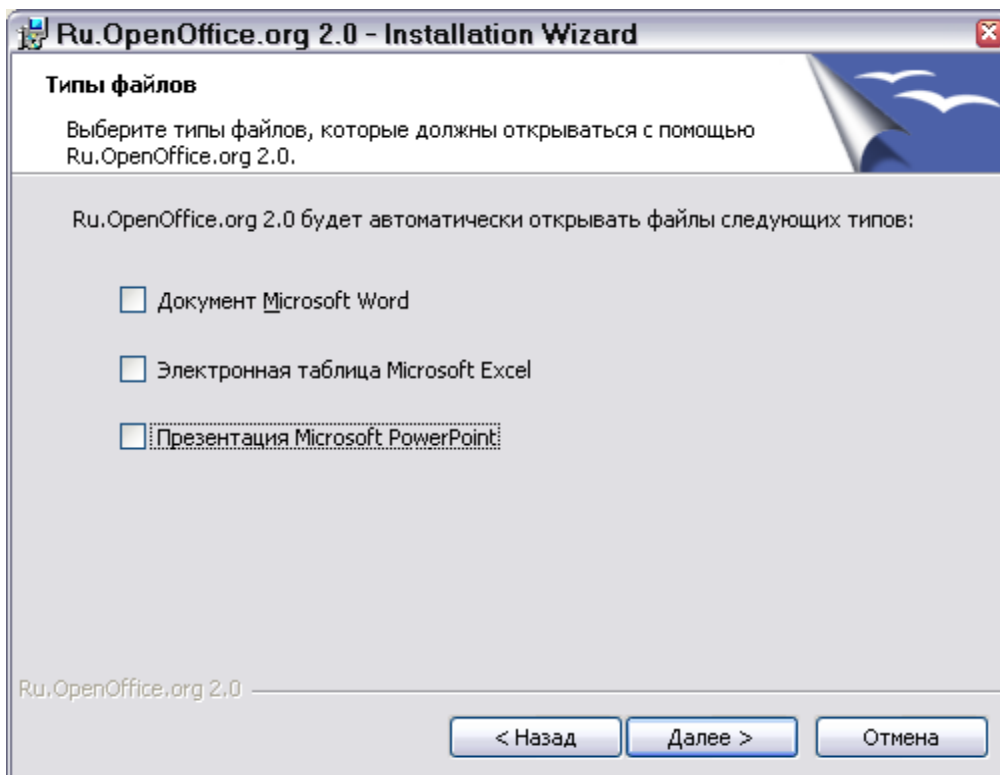 Ru.OpenOffice.org 2.0 - Installation Wizard
Типы файлов
Выберите типы файлов, которые должны открываться с помощью
Ru.OpenOffice.org 2.0.
Ru.OpenOffice.org 2.0 будет автоматически открывать файлы следующих типов:
Документ Microsoft Word
Электронная таблица Microsoft Excel
Презентация Microsoft PowerPoint
Ru.OpenOffice.org 2.0
< Назад Далее > Отмена